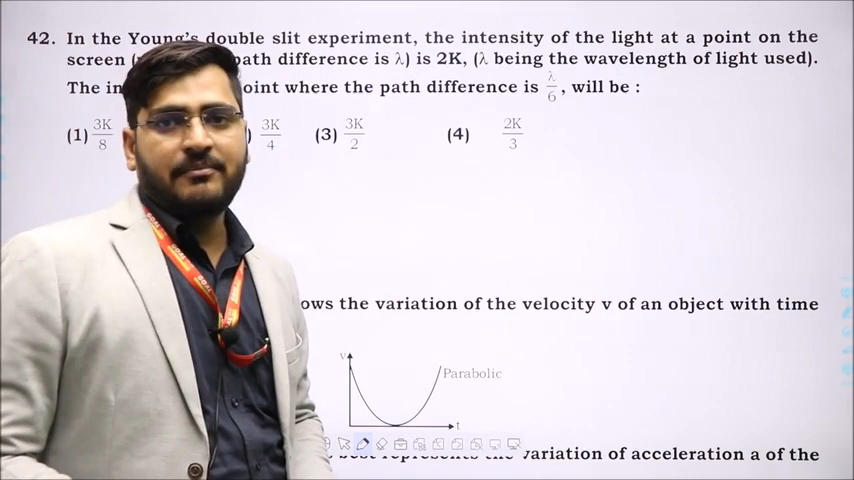 42. In the Young's double slit experiment, the intensity of the light at a point on the
screen ( path difference is λ) is 2K, (λ being the wavelength of light used).
The in oint where the path difference is λ/6, will be :
(1) 3K/8 ) 3K/4 (3) 3K/2 (4) 2K/3
ows the variation of the velocity v of an object with time
v
Parabolic
t
best represents the variation of acceleration a of the